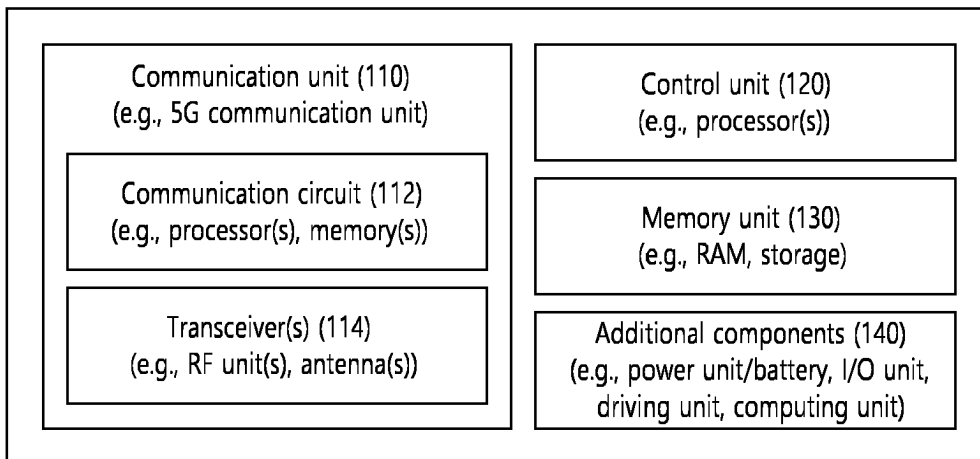 Communication unit (110)
(e.g., 5G communication unit)
Communication circuit (112)
(e.g., processor(s), memory(s))
Transceiver(s) (114)
(e.g., RF unit(s), antenna(s))
Control unit (120)
(e.g., processor(s))
Memory unit (130)
(e.g., RAM, storage)
Additional components (140)
(e.g., power unit/battery, I/O unit,
driving unit, computing unit)